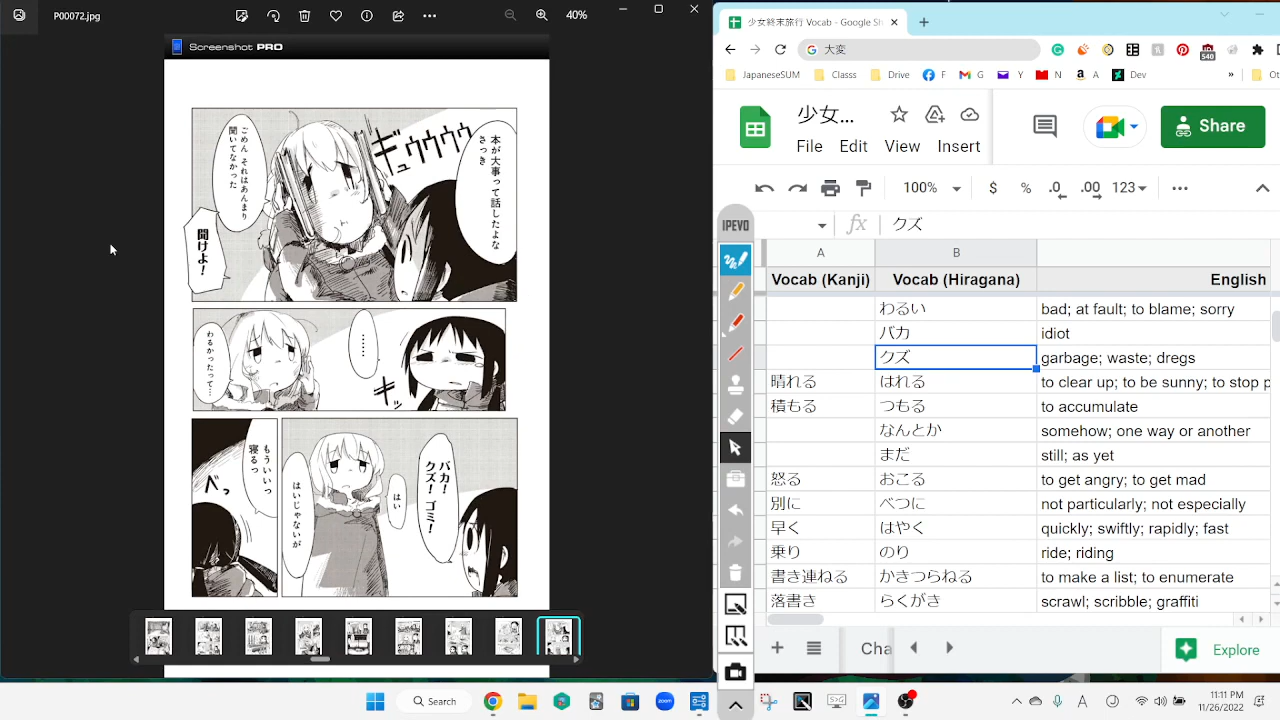 P00072.jpg
40%
Screenshot PRO
本が大事って話したよな
さっき
ギュウウウウ
ごめん それはあんまり
聞いてなかった
聞けよ!
……
キッ
わるかったって…
バカ!
クズ! ゴミ!
はい
はいじゃないが
もういいっ
寝るっ
べっ
少女終末旅行 Vocab - Google Sh
大変
540
JapaneseSUM
Classs
Drive
F
G
Y
N
A
Dev
»
Ot
少女...
File Edit View Insert
Share
100% $ % .0 .00 123
IPEVO
fx クズ
A B
Vocab (Kanji) Vocab (Hiragana) English
わるい bad; at fault; to blame; sorry
バカ idiot
クズ garbage; waste; dregs
晴れる はれる to clear up; to be sunny; to stop p
積もる つもる to accumulate
なんとか somehow; one way or another
まだ still; as yet
怒る おこる to get angry; to get mad
別に べつに not particularly; not especially
早く はやく quickly; swiftly; rapidly; fast
乗り のり ride; riding
書き連ねる かきつらねる to make a list; to enumerate
落書き らくがき scrawl; scribble; graffiti
Cha
Explore
Search
zoom
A
11:11 PM
11/26/2022